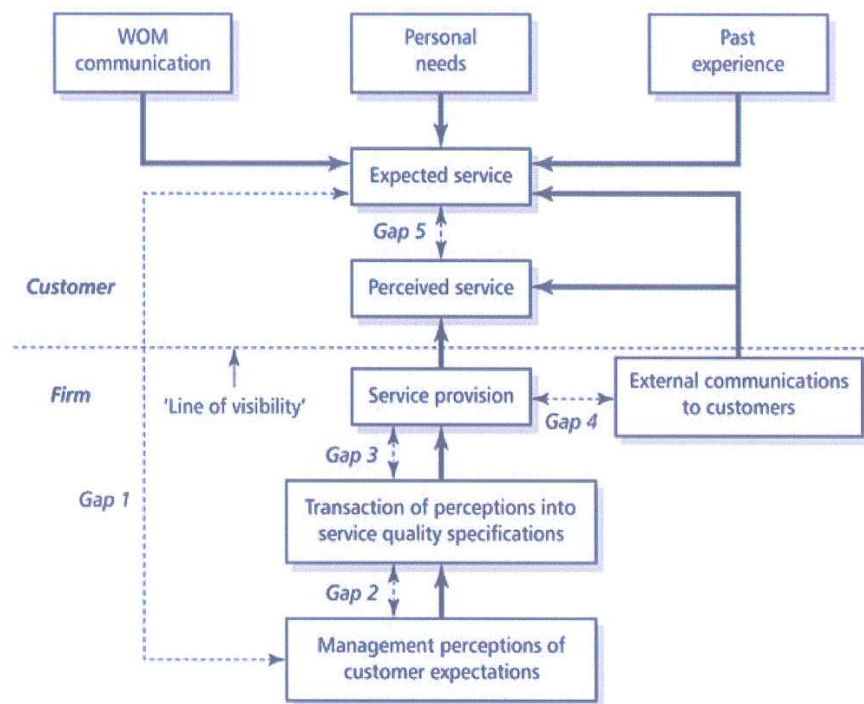 WOM
communication
Personal
needs
Past
experience
Expected service
Gap 5
Customer
Perceived service
Firm
'Line of visibility'
Service provision
Gap 4
External communications
to customers
Gap 3
Gap 1
Transaction of perceptions into
service quality specifications
Gap 2
Management perceptions of
customer expectations